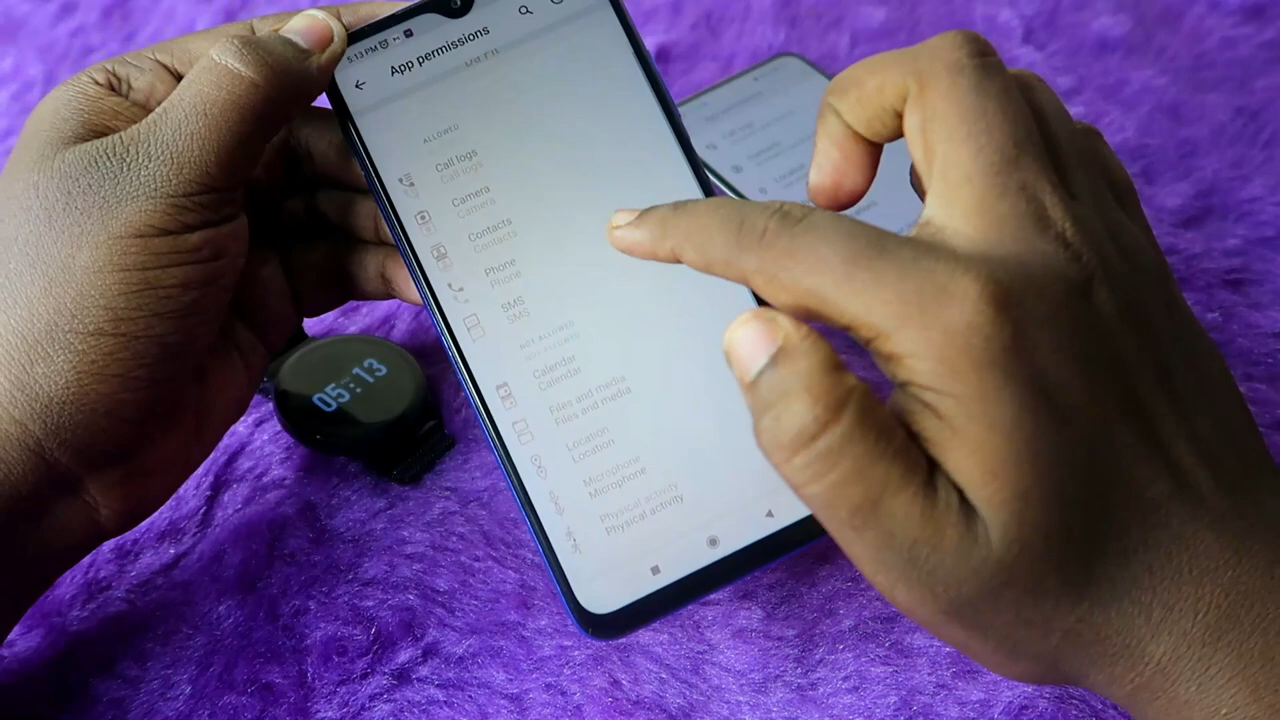 5:13 PM
App permissions
ALLOWED
Call logs
Call logs
Camera
Camera
Contacts
Contacts
Phone
Phone
SMS
SMS
NOT ALLOWED
NOT ALLOWED
Calendar
Calendar
Files and media
Files and media
Location
Location
Microphone
Microphone
Physical activity
Physical activity
05:13